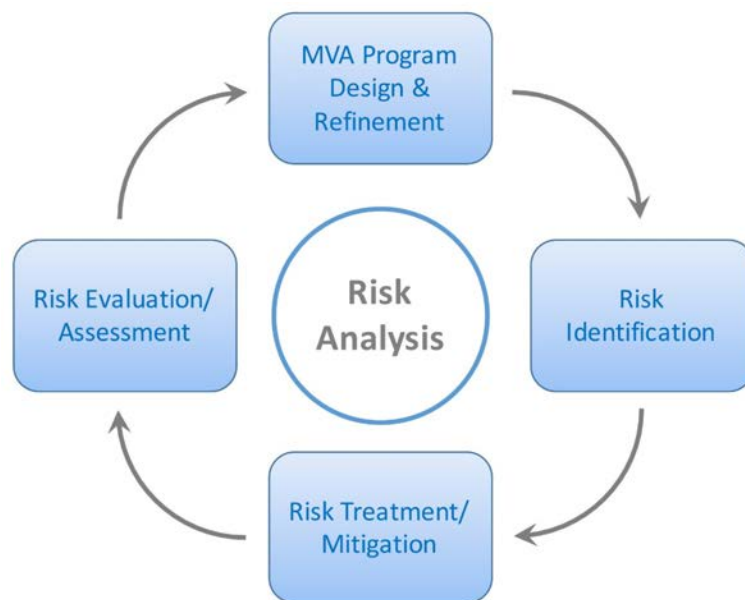 MVA Program
Design &
Refinement
Risk
Identification
Risk Treatment/
Mitigation
Risk Evaluation/
Assessment
Risk
Analysis